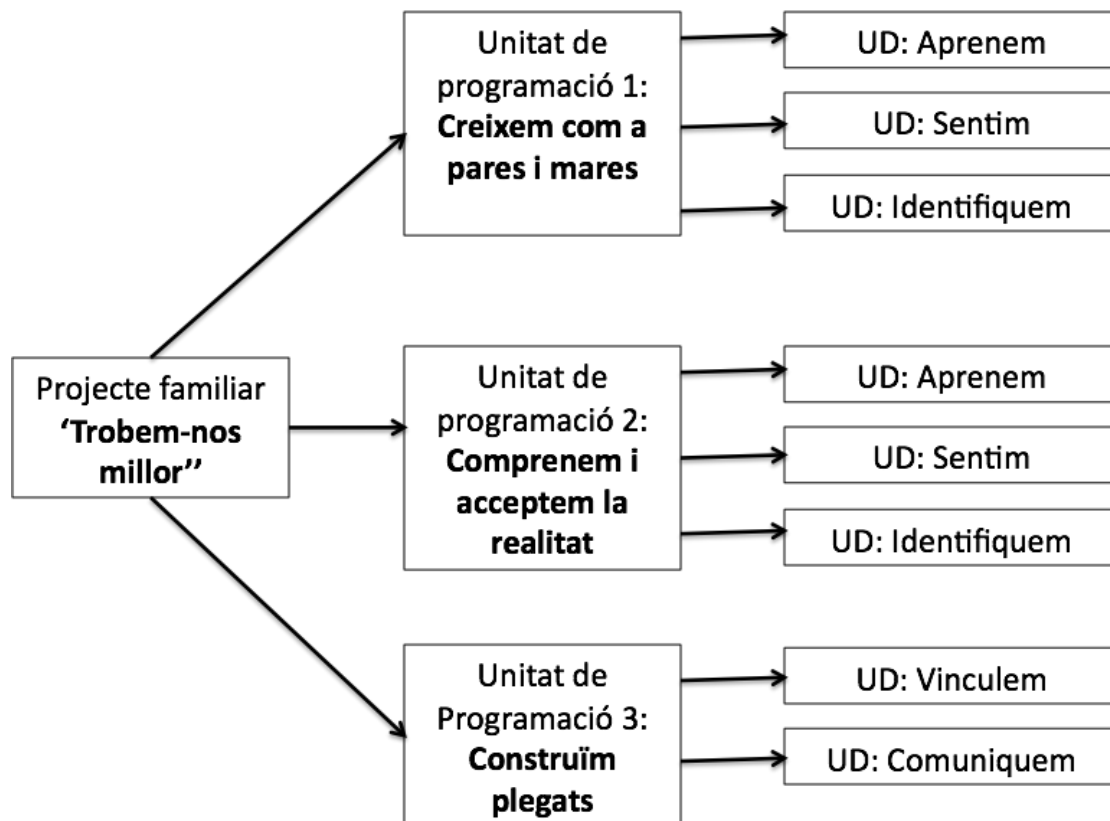 Unitat de
programació 1:
Creixem com a
pares i mares
UD: Aprenem
UD: Sentim
UD: Identifiquem
Projecte familiar
‘Trobem-nos
millor’’
Unitat de
programació 2:
Comprenem i
acceptem la
realitat
UD: Aprenem
UD: Sentim
UD: Identifiquem
Unitat de
Programació 3:
Construïm
plegats
UD: Vinculem
UD: Comuniquem